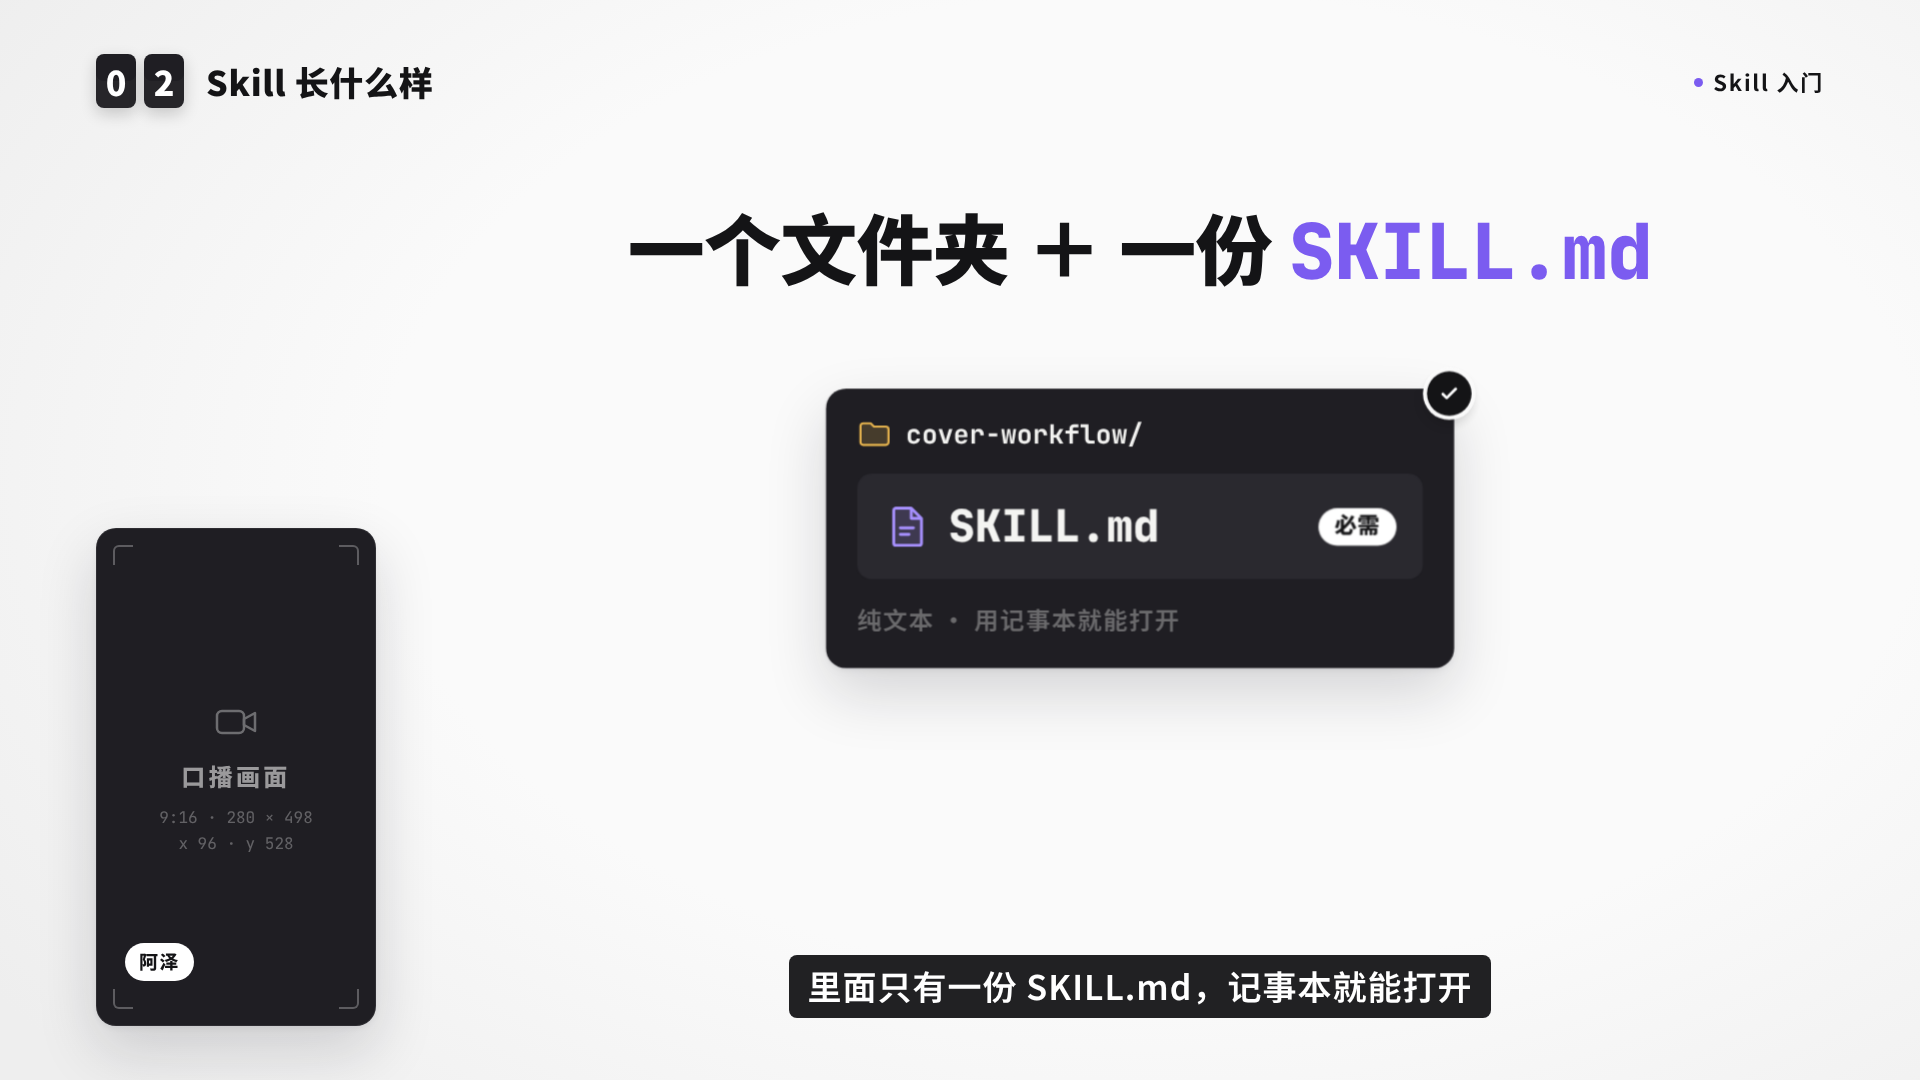 02 Skill 长什么样
Skill 入门
一个文件夹 + 一份 SKILL.md
cover-workflow/
SKILL.md 必需
纯文本 · 用记事本就能打开
口播画面
9:16 · 280 × 498
x 96 · y 528
阿泽
里面只有一份 SKILL.md，记事本就能打开